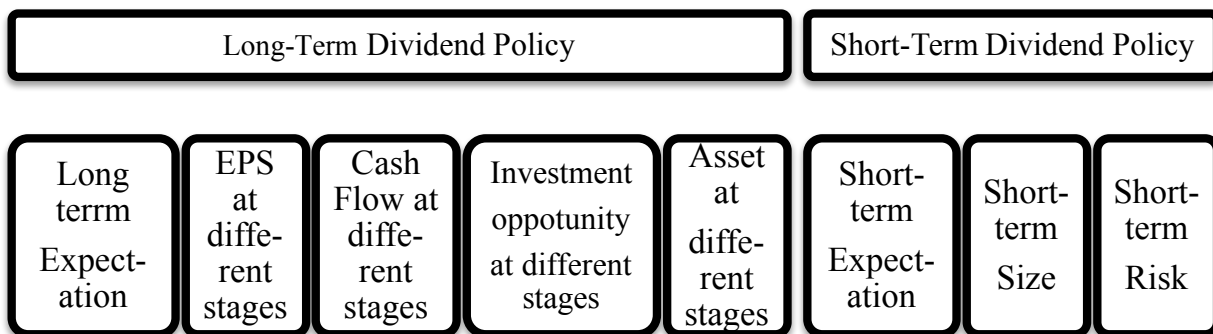 Long-Term Dividend Policy
Short-Term Dividend Policy
Long
terrm
Expect-
ation
EPS
at
diffe-
rent
stages
Cash
Flow at
diffe-
rent
stages
Investment
oppotunity
at different
stages
Asset
at
diffe-
rent
stages
Short-
term
Expect-
ation
Short-
term
Size
Short-
term
Risk